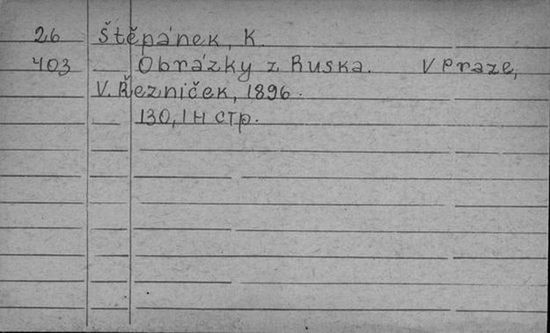 26 Štěpánek, K.
403 Obrázky z Ruska. V Praze,
V. Řezníček, 1896.
130, 1 н стр.